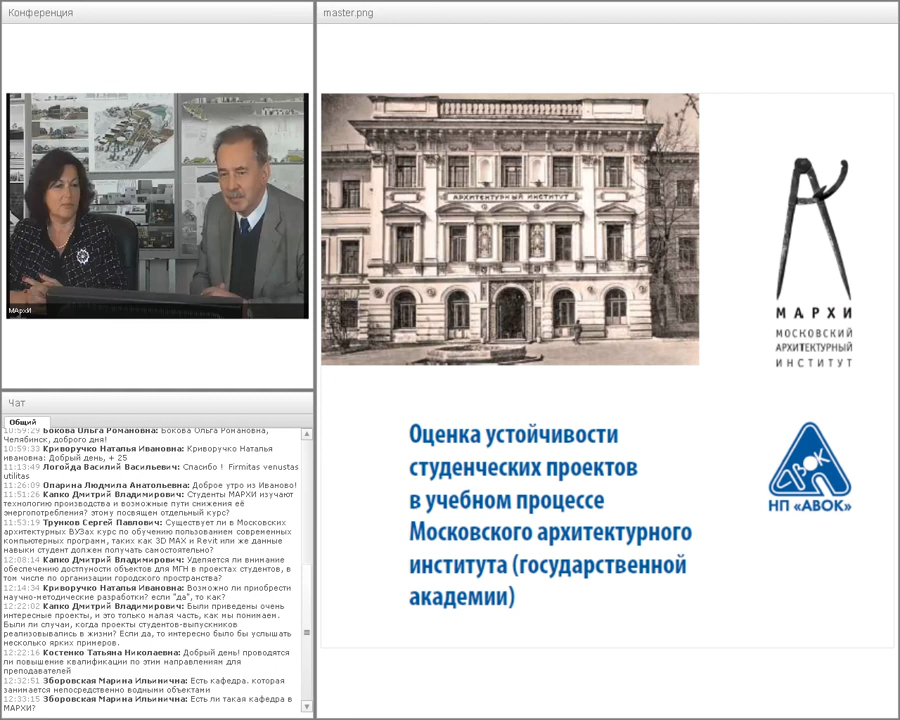 Конференция
МАрхИ
Чат
Общий
10:59:29 Бокова Ольга Романовна: Бокова Ольга Романовна,
Челябинск, доброго дня!
10:59:33 Криворучко Наталья Ивановна: Криворучко Наталья
ивановна: Добрый день, + 25
11:13:49 Логойда Василий Васильевич: Спасибо ! Firmitas venustas
utilitas
11:26:09 Опарина Людмила Анатольевна: Доброе утро из Иваново!
11:51:26 Капко Дмитрий Владимирович: Студенты МАРХИ изучают
технологию производства и возможные пути снижения её
энергопотребления? этому посвящен отдельный курс?
11:53:19 Трунков Сергей Павлович: Существует ли в Московских
архитектурных ВУЗах курс по обучению пользованием современных
компьютерных программ, таких как 3D MAX и Revit или же данные
навыки студент должен получать самостоятельно?
12:08:14 Капко Дмитрий Владимирович: Уделяется ли внимание
обеспечению доступности объектов для МГН в проектах студентов, в
том числе по организации городского пространства?
12:14:34 Криворучко Наталья Ивановна: Возможно ли приобрести
научно-методические разработки? если "да", то как?
12:22:02 Капко Дмитрий Владимирович: Были приведены очень
интересные проекты, и это только малая часть, как мы понимаем.
Были ли случаи, когда проекты студентов-выпускников
реализовывались в жизни? Если да, то интересно было бы услышать
несколько ярких примеров.
12:22:16 Костенко Татьяна Николаевна: Добрый день! проводятся
ли повышение квалификации по этим направлениям для
преподавателей
12:32:51 Зборовская Марина Ильинична: Есть кафедра. которая
занимается непосредственно водными объектами
12:33:15 Зборовская Марина Ильинична: Есть ли такая кафедра в
МАРХИ?
master.png
АРХИТЕКТУРНЫЙ ИНСТИТУТ
МАРХИ
МОСКОВСКИЙ
АРХИТЕКТУРНЫЙ
ИНСТИТУТ
Оценка устойчивости
студенческих проектов
в учебном процессе
Московского архитектурного
института (государственной
академии)
АВОК
НП «АВОК»